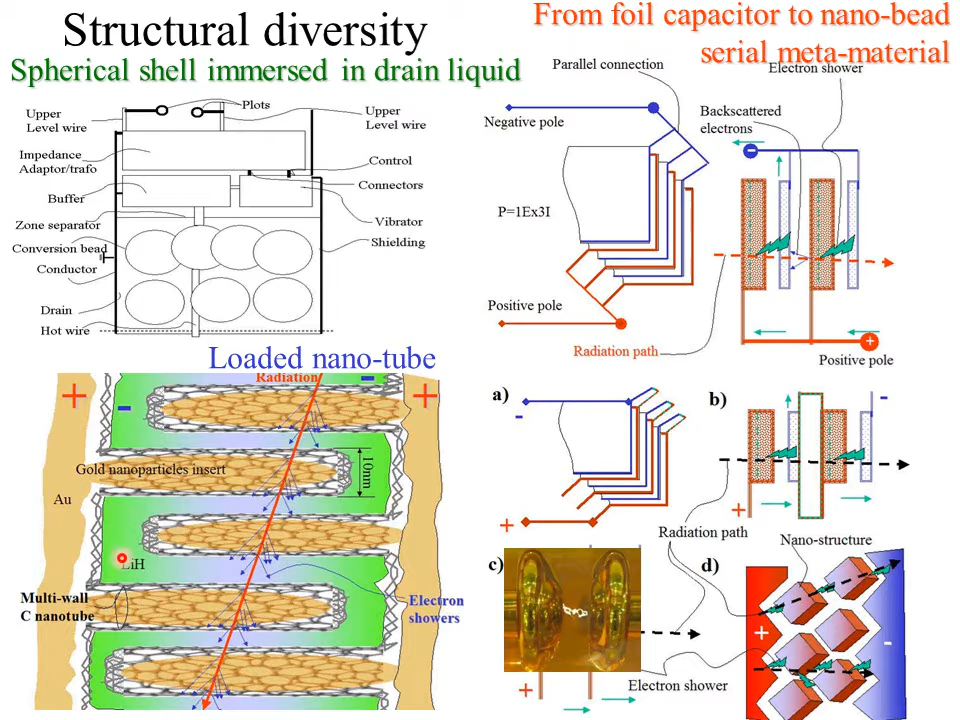 Structural diversity
From foil capacitor to nano-bead
serial meta-material
Spherical shell immersed in drain liquid
Upper
Level wire
Plots
Upper
Level wire
Impedance
Adaptor/trafo
Control
Connectors
Buffer
Vibrator
Zone separator
Shielding
Conversion bead
Conductor
Drain
Hot wire
Parallel connection
Electron shower
Negative pole
Backscattered
electrons
-
P=1Ex3I
Positive pole
Radiation path
+
Positive pole
Loaded nano-tube
Radiation
+
-
-
+
Gold nanoparticles insert
10nm
Au
LiH
Multi-wall
C nanotube
Electron
showers
a)
-
+
b)
-
+
Radiation path
Nano-structure
c)
+
d)
+
-
Electron shower